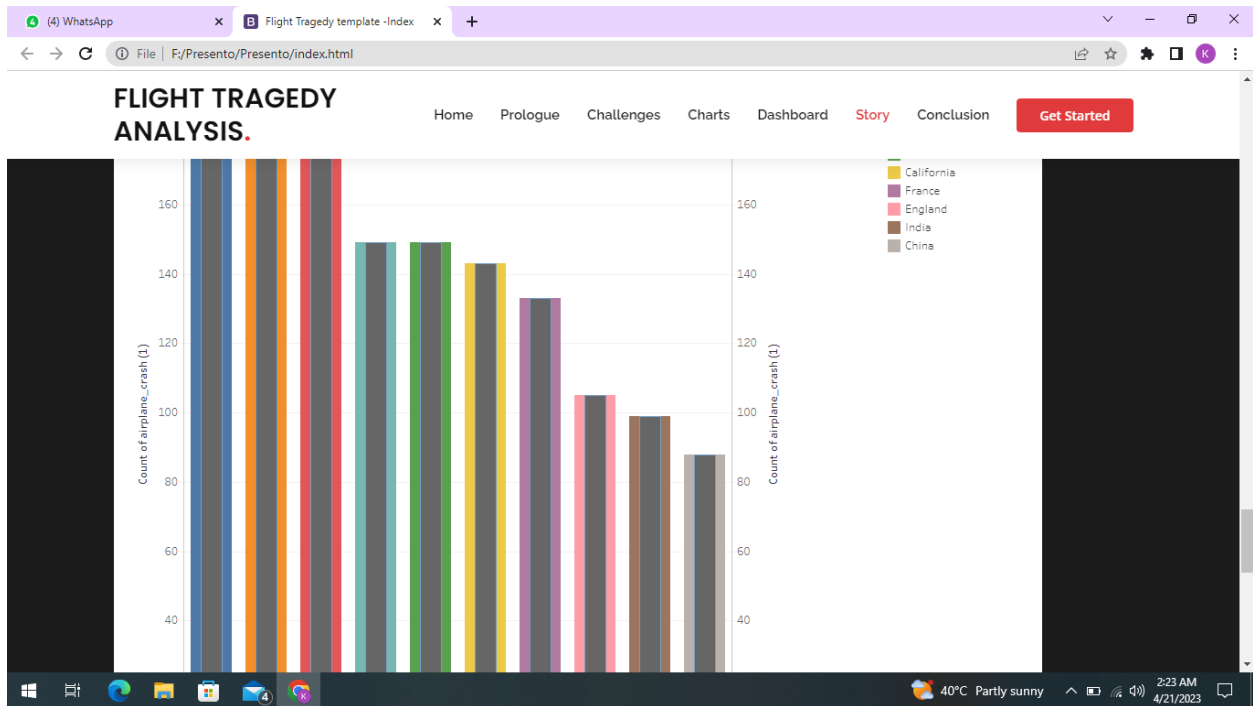 (4) WhatsApp
Flight Tragedy template -Index
File
F:/Presento/Presento/index.html
K
FLIGHT TRAGEDY
ANALYSIS.
Home Prologue Challenges Charts Dashboard Story Conclusion Get Started
California
France
England
India
China
160
140
120
100
80
60
40
Count of airplane_crash (1)
160
140
120
100
80
60
40
Count of airplane_crash (1)
4
40°C Partly sunny
2:23 AM
4/21/2023